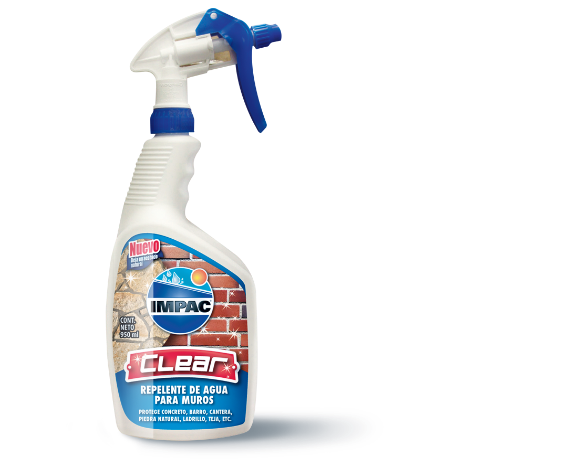 Nuevo
IMPAC
CONT.
NETO
950 ml
CLEAR
REPELENTE DE AGUA
PARA MUROS
PROTEGE CONCRETO, BARRO, CANTERA,
PIEDRA NATURAL, LADRILLO, TEJA, ETC.